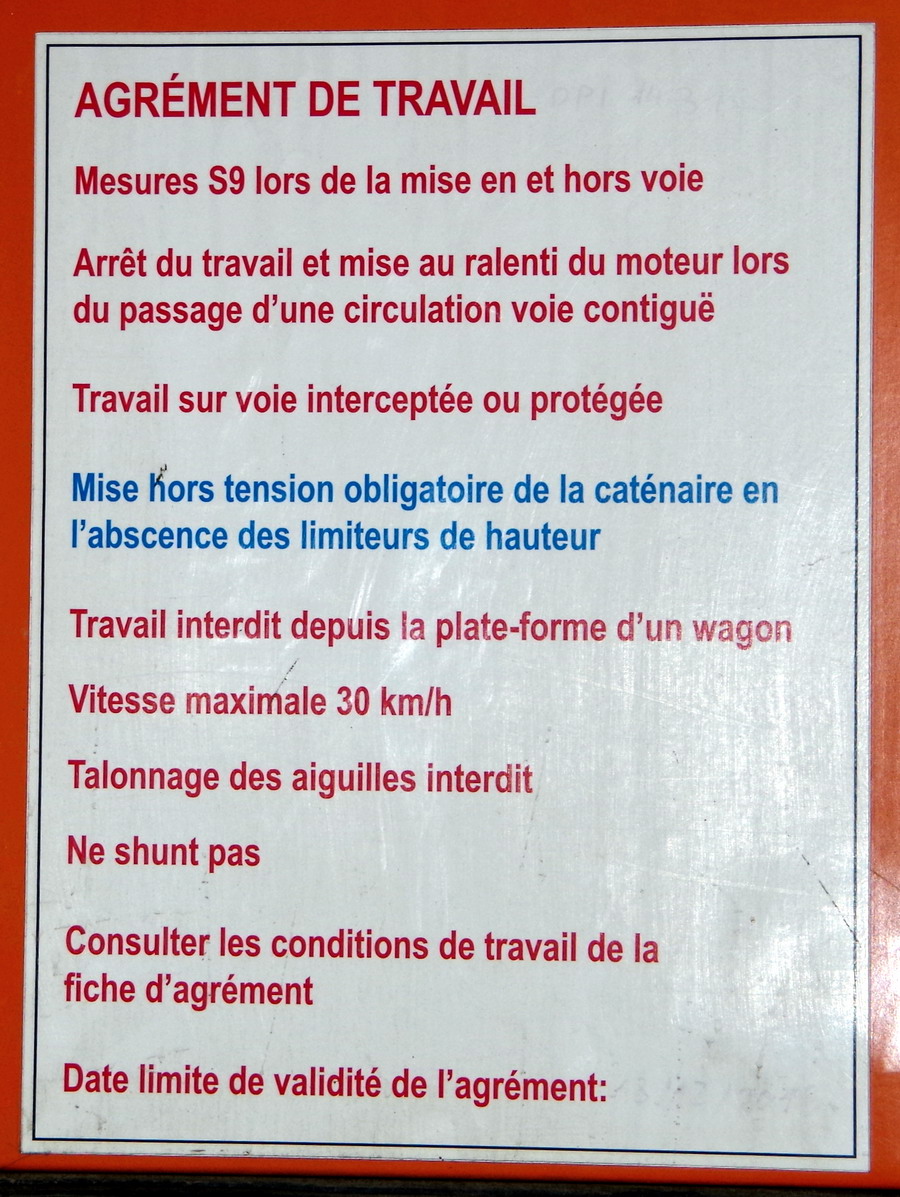 AGRÉMENT DE TRAVAIL
Mesures S9 lors de la mise en et hors voie
Arrêt du travail et mise au ralenti du moteur lors
du passage d’une circulation voie contiguë
Travail sur voie interceptée ou protégée
Mise hors tension obligatoire de la caténaire en
l’abscence des limiteurs de hauteur
Travail interdit depuis la plate-forme d’un wagon
Vitesse maximale 30 km/h
Talonnage des aiguilles interdit
Ne shunt pas
Consulter les conditions de travail de la
fiche d’agrément
Date limite de validité de l’agrément: